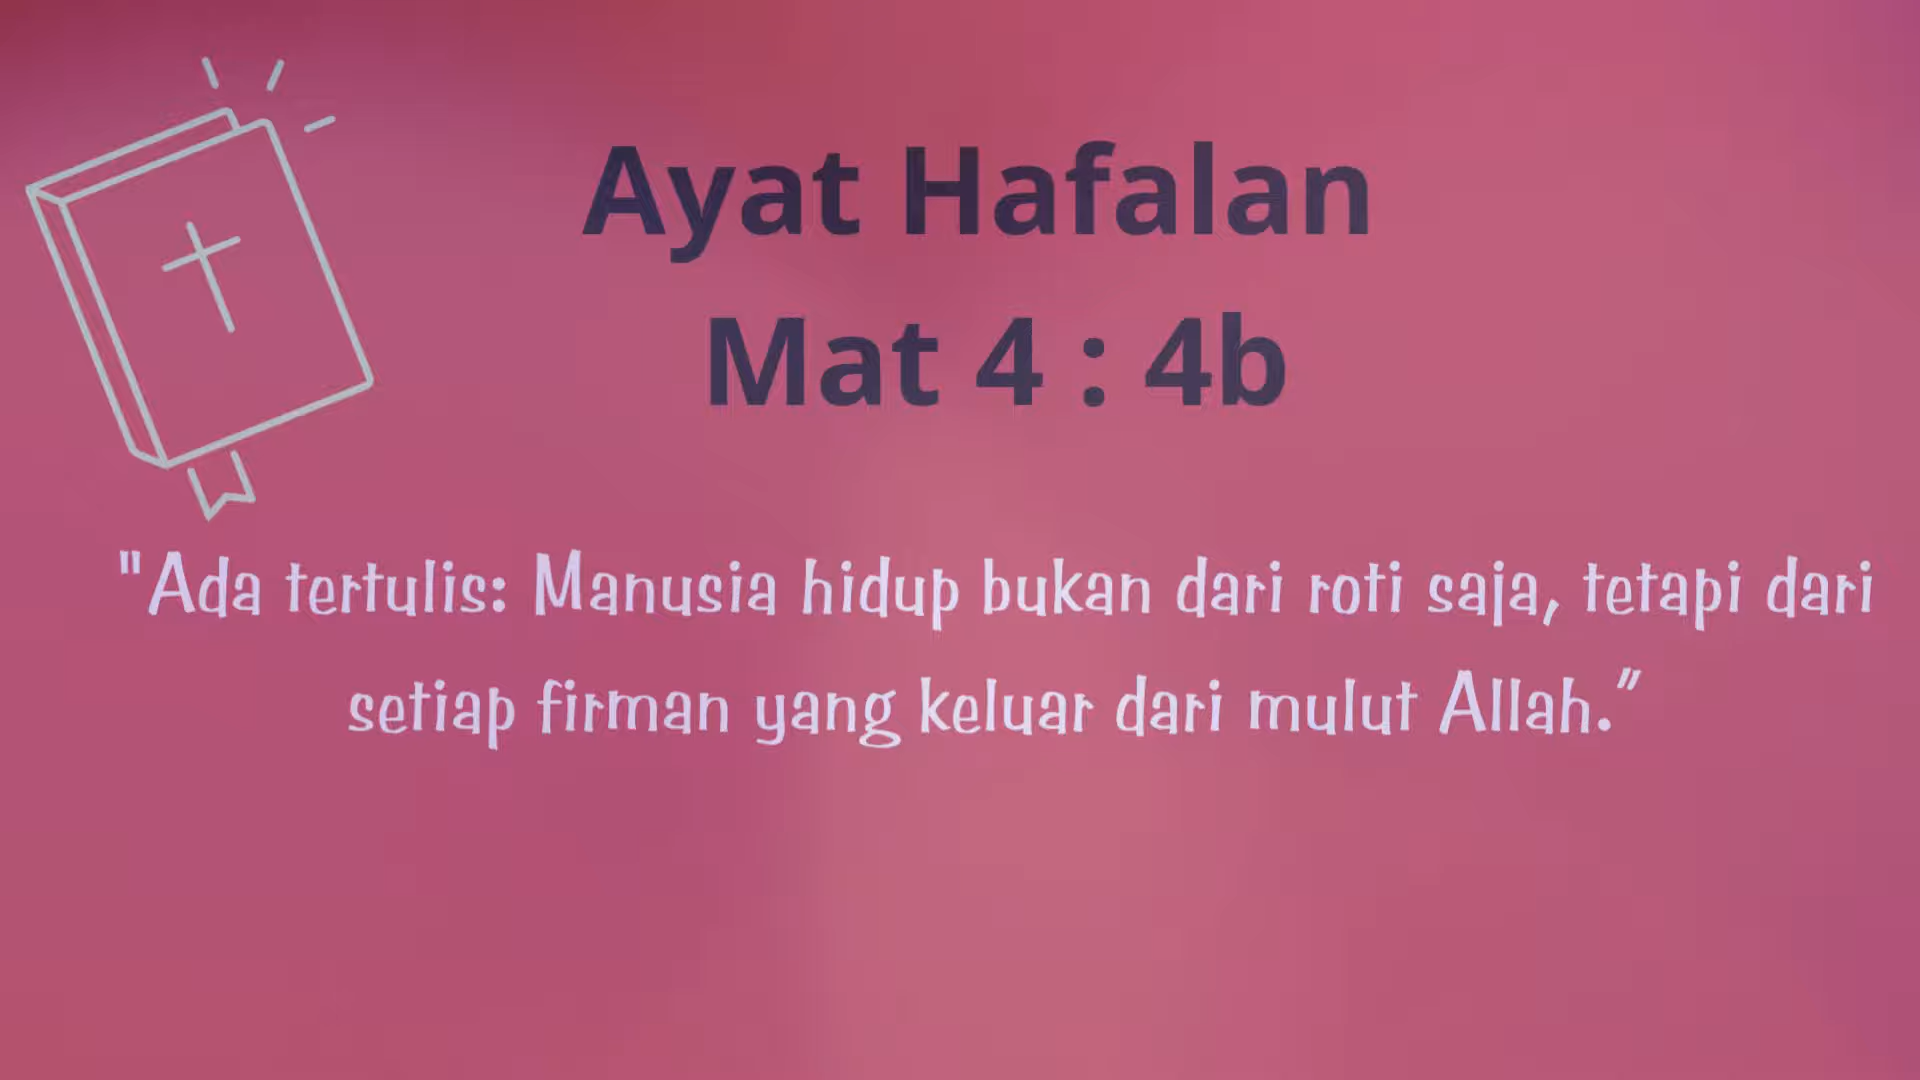 Ayat Hafalan
Mat 4 : 4b
"Ada tertulis: Manusia hidup bukan dari roti saja, tetapi dari
setiap firman yang keluar dari mulut Allah.”